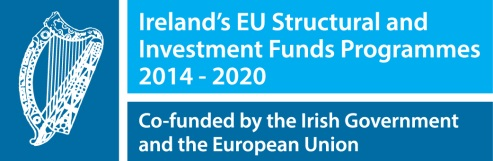 Ireland's EU Structural and
Investment Funds Programmes
2014 - 2020
Co-funded by the Irish Government
and the European Union